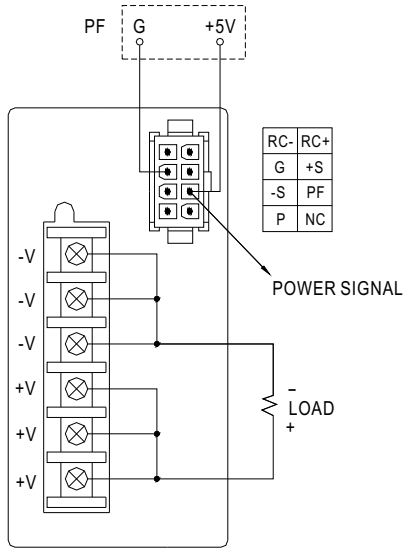 PF G +5V
RC- RC+
G +S
-S PF
P NC
POWER SIGNAL
-V
-V
-V
+V
+V
+V
–
LOAD
+